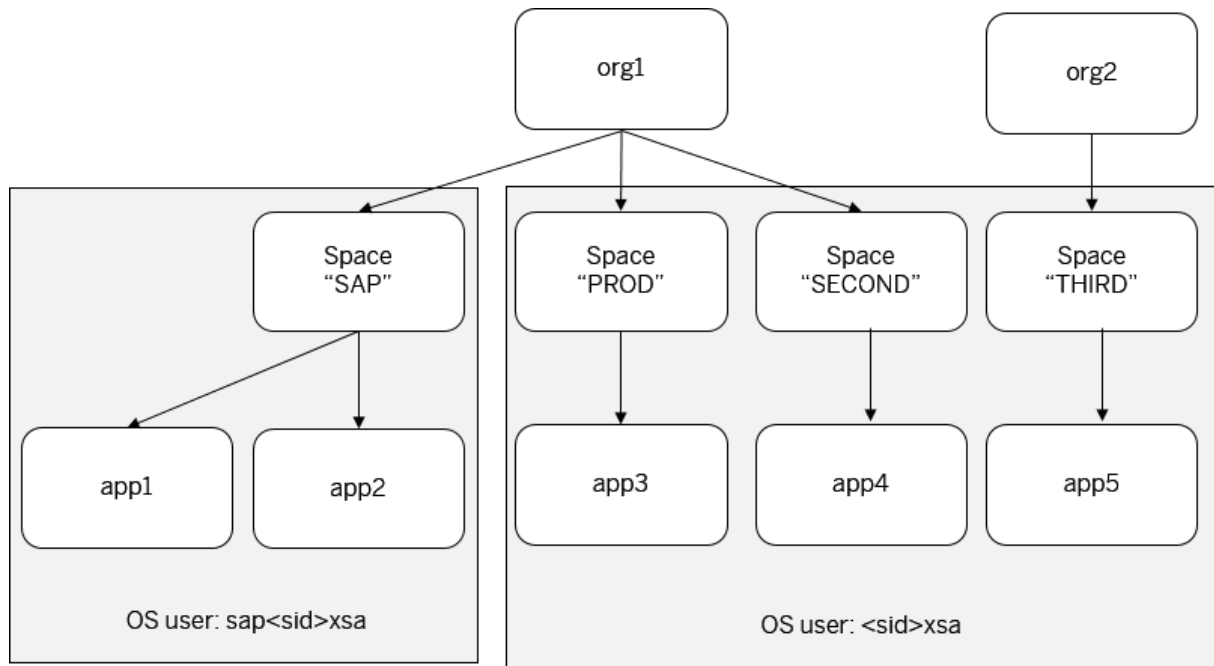 org1
org2
Space
“SAP”
Space
“PROD”
Space
“SECOND”
Space
“THIRD”
app1
app2
app3
app4
app5
OS user: sap<sid>xsa
OS user: <sid>xsa